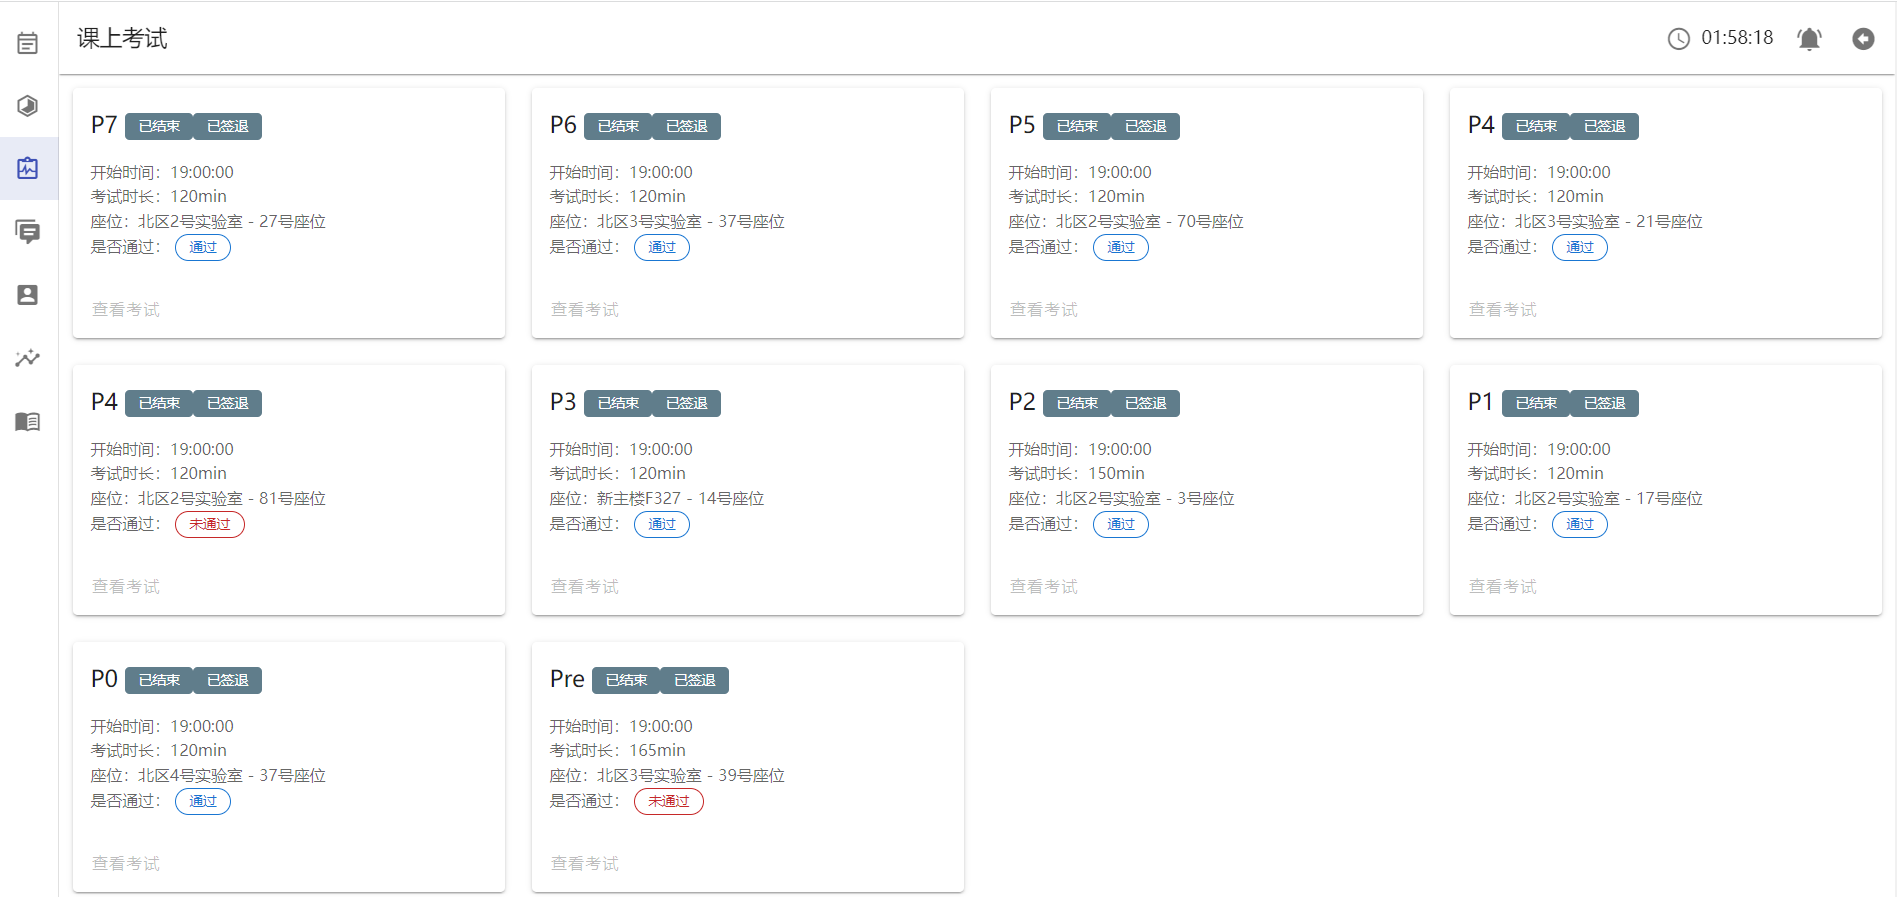 课上考试
01:58:18
P7 已结束 已签退
开始时间：19:00:00
考试时长：120min
座位：北区2号实验室 - 27号座位
是否通过： 通过
查看考试
P6 已结束 已签退
开始时间：19:00:00
考试时长：120min
座位：北区3号实验室 - 37号座位
是否通过： 通过
查看考试
P5 已结束 已签退
开始时间：19:00:00
考试时长：120min
座位：北区2号实验室 - 70号座位
是否通过： 通过
查看考试
P4 已结束 已签退
开始时间：19:00:00
考试时长：120min
座位：北区3号实验室 - 21号座位
是否通过： 通过
查看考试
P4 已结束 已签退
开始时间：19:00:00
考试时长：120min
座位：北区2号实验室 - 81号座位
是否通过： 未通过
查看考试
P3 已结束 已签退
开始时间：19:00:00
考试时长：120min
座位：新主楼F327 - 14号座位
是否通过： 通过
查看考试
P2 已结束 已签退
开始时间：19:00:00
考试时长：150min
座位：北区2号实验室 - 3号座位
是否通过： 通过
查看考试
P1 已结束 已签退
开始时间：19:00:00
考试时长：120min
座位：北区2号实验室 - 17号座位
是否通过： 通过
查看考试
P0 已结束 已签退
开始时间：19:00:00
考试时长：120min
座位：北区4号实验室 - 37号座位
是否通过： 通过
查看考试
Pre 已结束 已签退
开始时间：19:00:00
考试时长：165min
座位：北区3号实验室 - 39号座位
是否通过： 未通过
查看考试